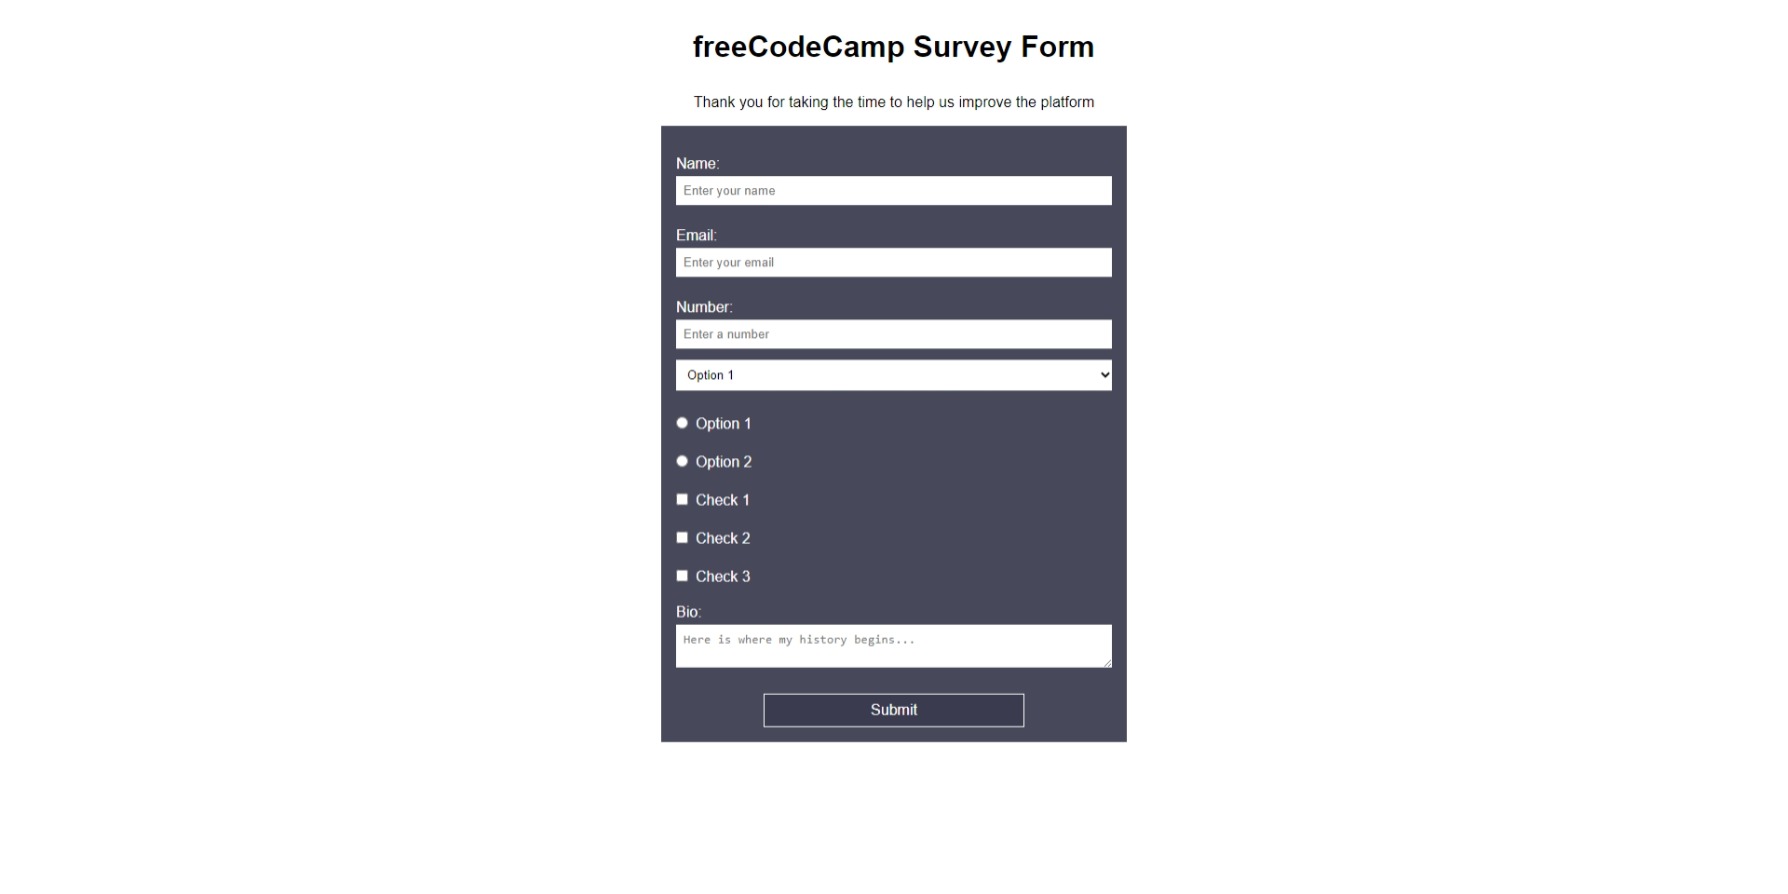 freeCodeCamp Survey Form
Thank you for taking the time to help us improve the platform
Name:
Enter your name
Email:
Enter your email
Number:
Enter a number
Option 1
Option 1
Option 2
Check 1
Check 2
Check 3
Bio:
Here is where my history begins...
Submit